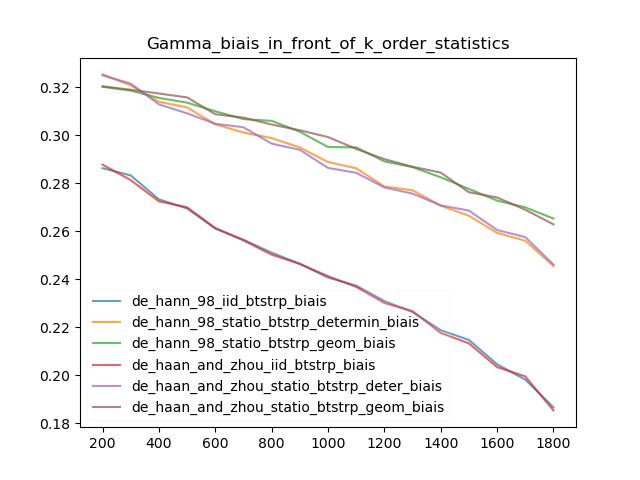 Gamma_biais_in_front_of_k_order_statistics
0.32
0.30
0.28
0.26
0.24
0.22
0.20
0.18
de_hann_98_iid_btstrp_biais
de_hann_98_statio_btstrp_determin_biais
de_hann_98_statio_btstrp_geom_biais
de_haan_and_zhou_iid_btstrp_biais
de_haan_and_zhou_statio_btstrp_deter_biais
de_haan_and_zhou_statio_btstrp_geom_biais
200 400 600 800 1000 1200 1400 1600 1800